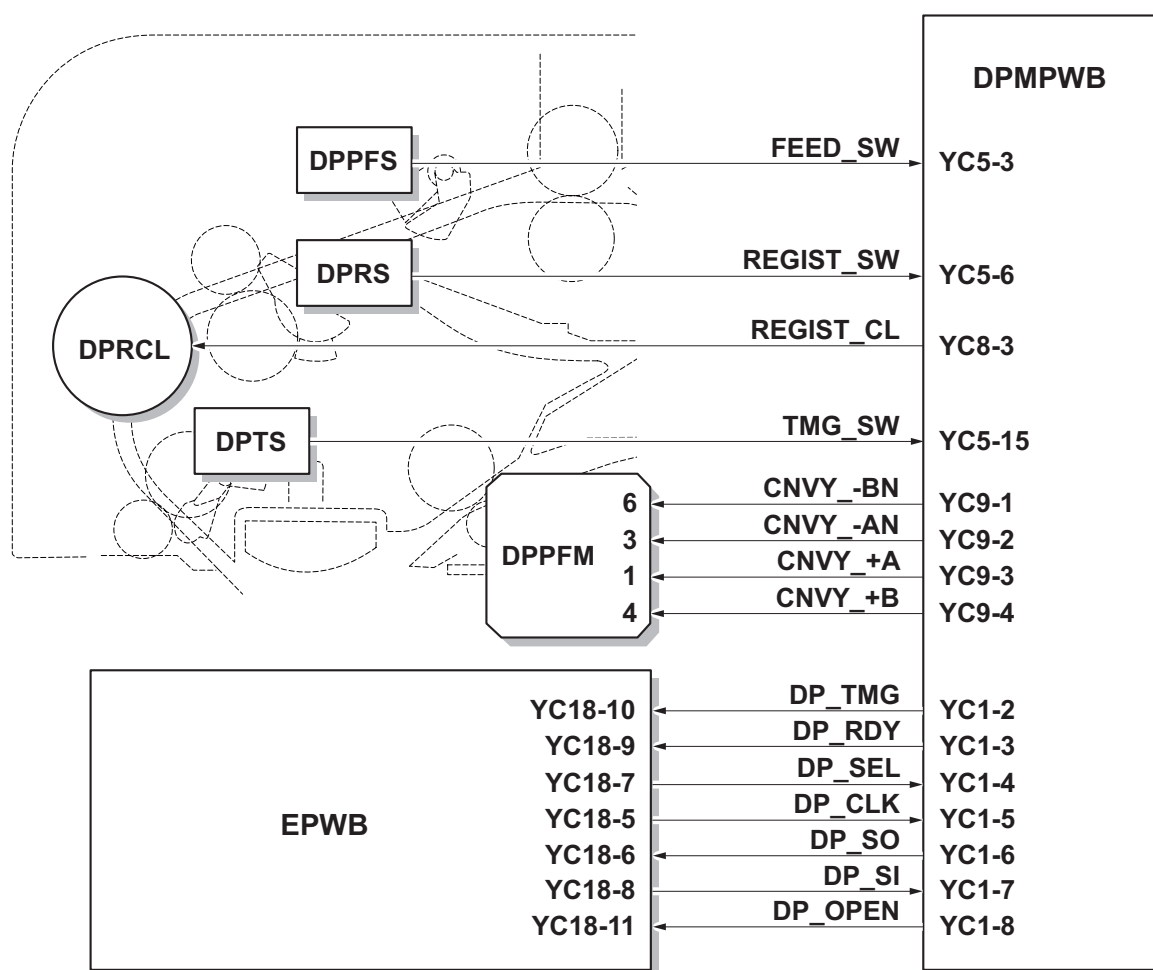 DPMPWB
DPPFS FEED_SW YC5-3
DPRS REGIST_SW YC5-6
DPRCL REGIST_CL YC8-3
DPTS TMG_SW YC5-15
DPPFM
6 CNVY_-BN YC9-1
3 CNVY_-AN YC9-2
1 CNVY_+A YC9-3
4 CNVY_+B YC9-4
EPWB
YC18-10 DP_TMG YC1-2
YC18-9 DP_RDY YC1-3
YC18-7 DP_SEL YC1-4
YC18-5 DP_CLK YC1-5
YC18-6 DP_SO YC1-6
YC18-8 DP_SI YC1-7
YC18-11 DP_OPEN YC1-8